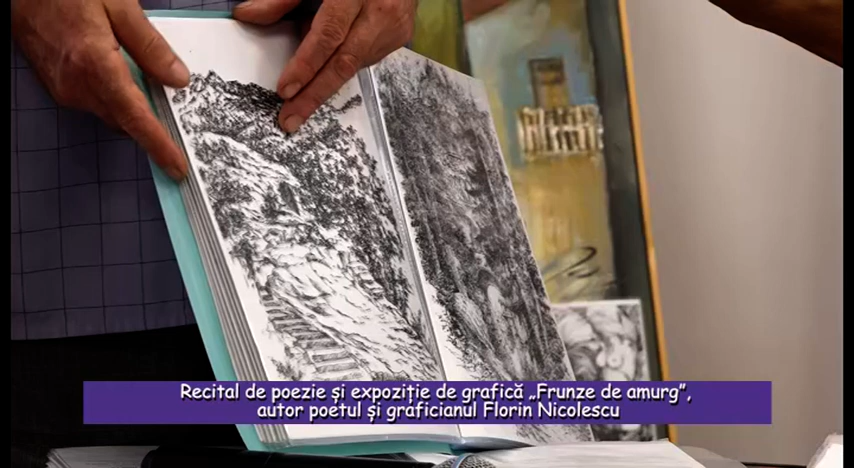 Recital de poezie și expoziție de grafică „Frunze de amurg”,
autor poetul și graficianul Florin Nicolescu